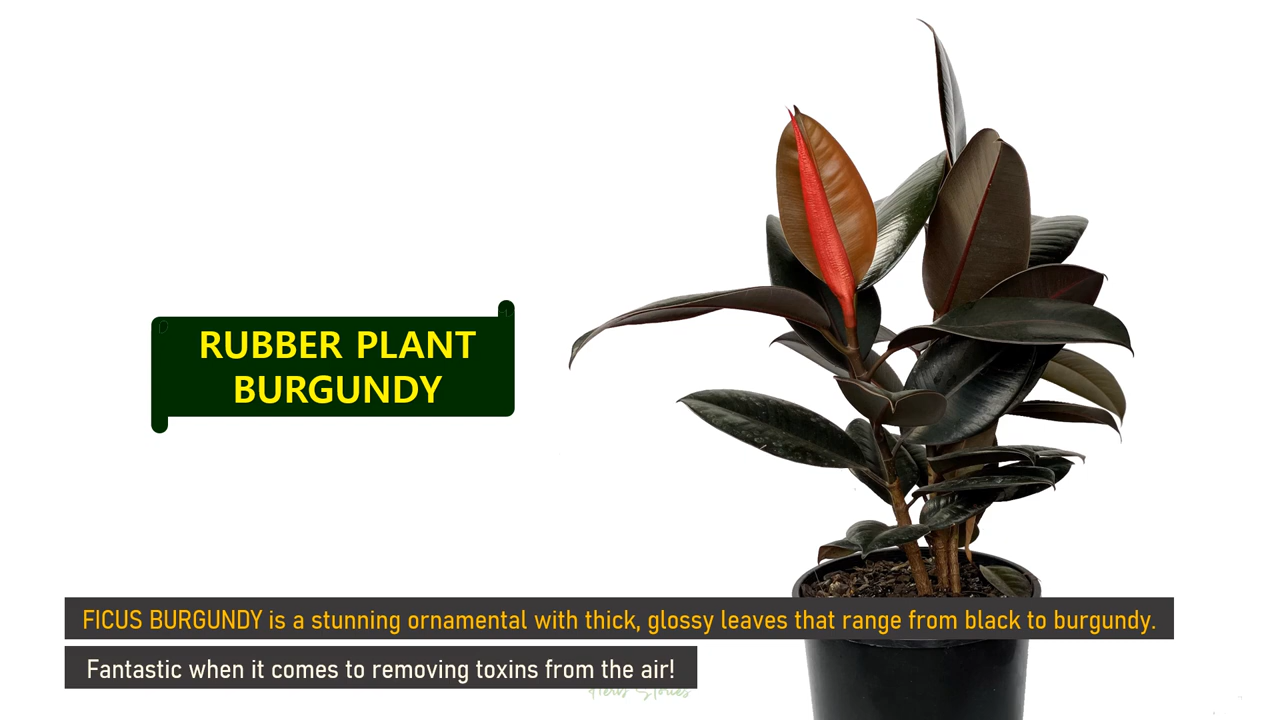 RUBBER PLANT
BURGUNDY
FICUS BURGUNDY is a stunning ornamental with thick, glossy leaves that range from black to burgundy.
Fantastic when it comes to removing toxins from the air!